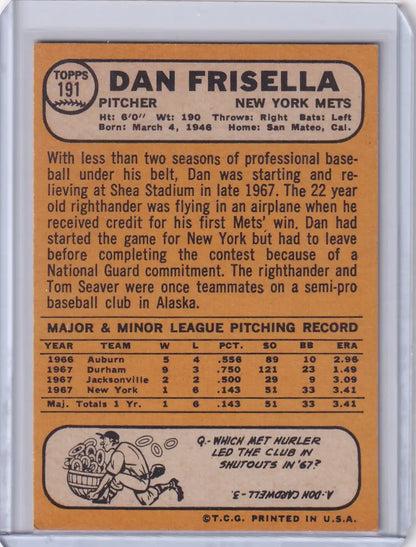 TOPPS
191
DAN FRISELLA
PITCHER NEW YORK METS
Ht: 6'0" Wt: 190 Throws: Right Bats: Left
Born: March 4, 1946 Home: San Mateo, Cal.
With less than two seasons of professional base-
ball under his belt, Dan was starting and re-
lieving at Shea Stadium in late 1967. The 22 year
old righthander was flying in an airplane when he
received credit for his first Mets' win. Dan had
started the game for New York but had to leave
before completing the contest because of a
National Guard commitment. The righthander and
Tom Seaver were once teammates on a semi-pro
baseball club in Alaska.
MAJOR & MINOR LEAGUE PITCHING RECORD
YEAR TEAM W L PCT. SO BB ERA
1966 Auburn 5 4 .556 89 10 2.96
1967 Durham 9 3 .750 121 23 1.49
1967 Jacksonville 2 2 .500 29 9 3.09
1967 New York 1 6 .143 51 33 3.41
Maj. Totals 1 Yr. 1 6 .143 51 33 3.41
Q-WHICH MET HURLER
LED THE CLUB IN
SHUTOUTS IN '67?
A-DON CARDWELL - 3.
©T.C.G. PRINTED IN U.S.A.